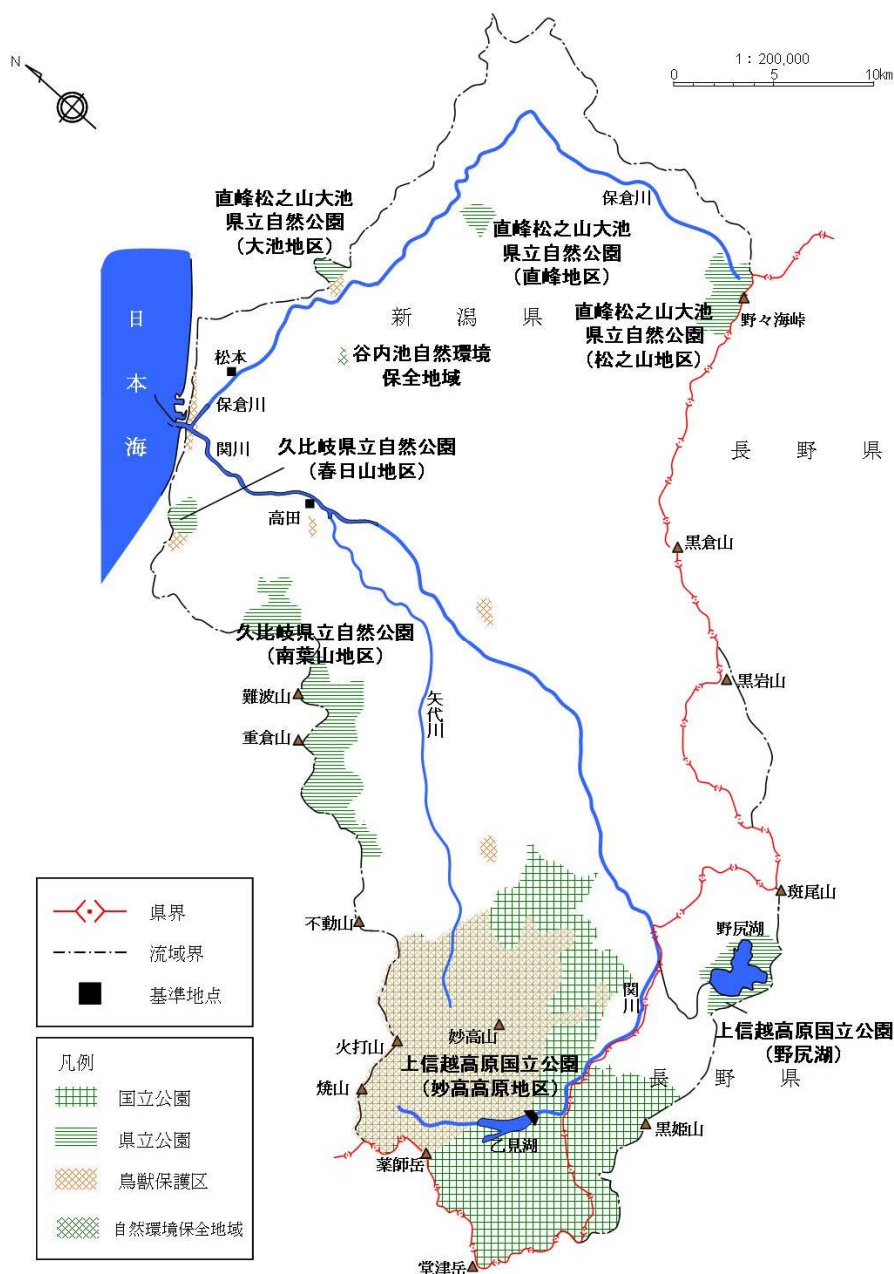 N
1：200,000
0 5 10km
保倉川
直峰松之山大池
県立自然公園
(大池地区)
直峰松之山大池
県立自然公園
(直峰地区)
日本海
新潟県
直峰松之山大池
県立自然公園
(松之山地区)
野々海峠
松本
谷内池自然環境
保全地域
保倉川
関川
久比岐県立自然公園
(春日山地区)
長野県
高田
黒倉山
久比岐県立自然公園
(南葉山地区)
黒岩山
難波山
矢代川
重倉山
斑尾山
不動山
野尻湖
関川
上信越高原国立公園
(野尻湖)
火打山
妙高山
上信越高原国立公園
(妙高高原地区)
長野県
焼山
黒姫山
乙見湖
薬師岳
堂津岳
県界
流域界
基準地点
凡例
国立公園
県立公園
鳥獣保護区
自然環境保全地域